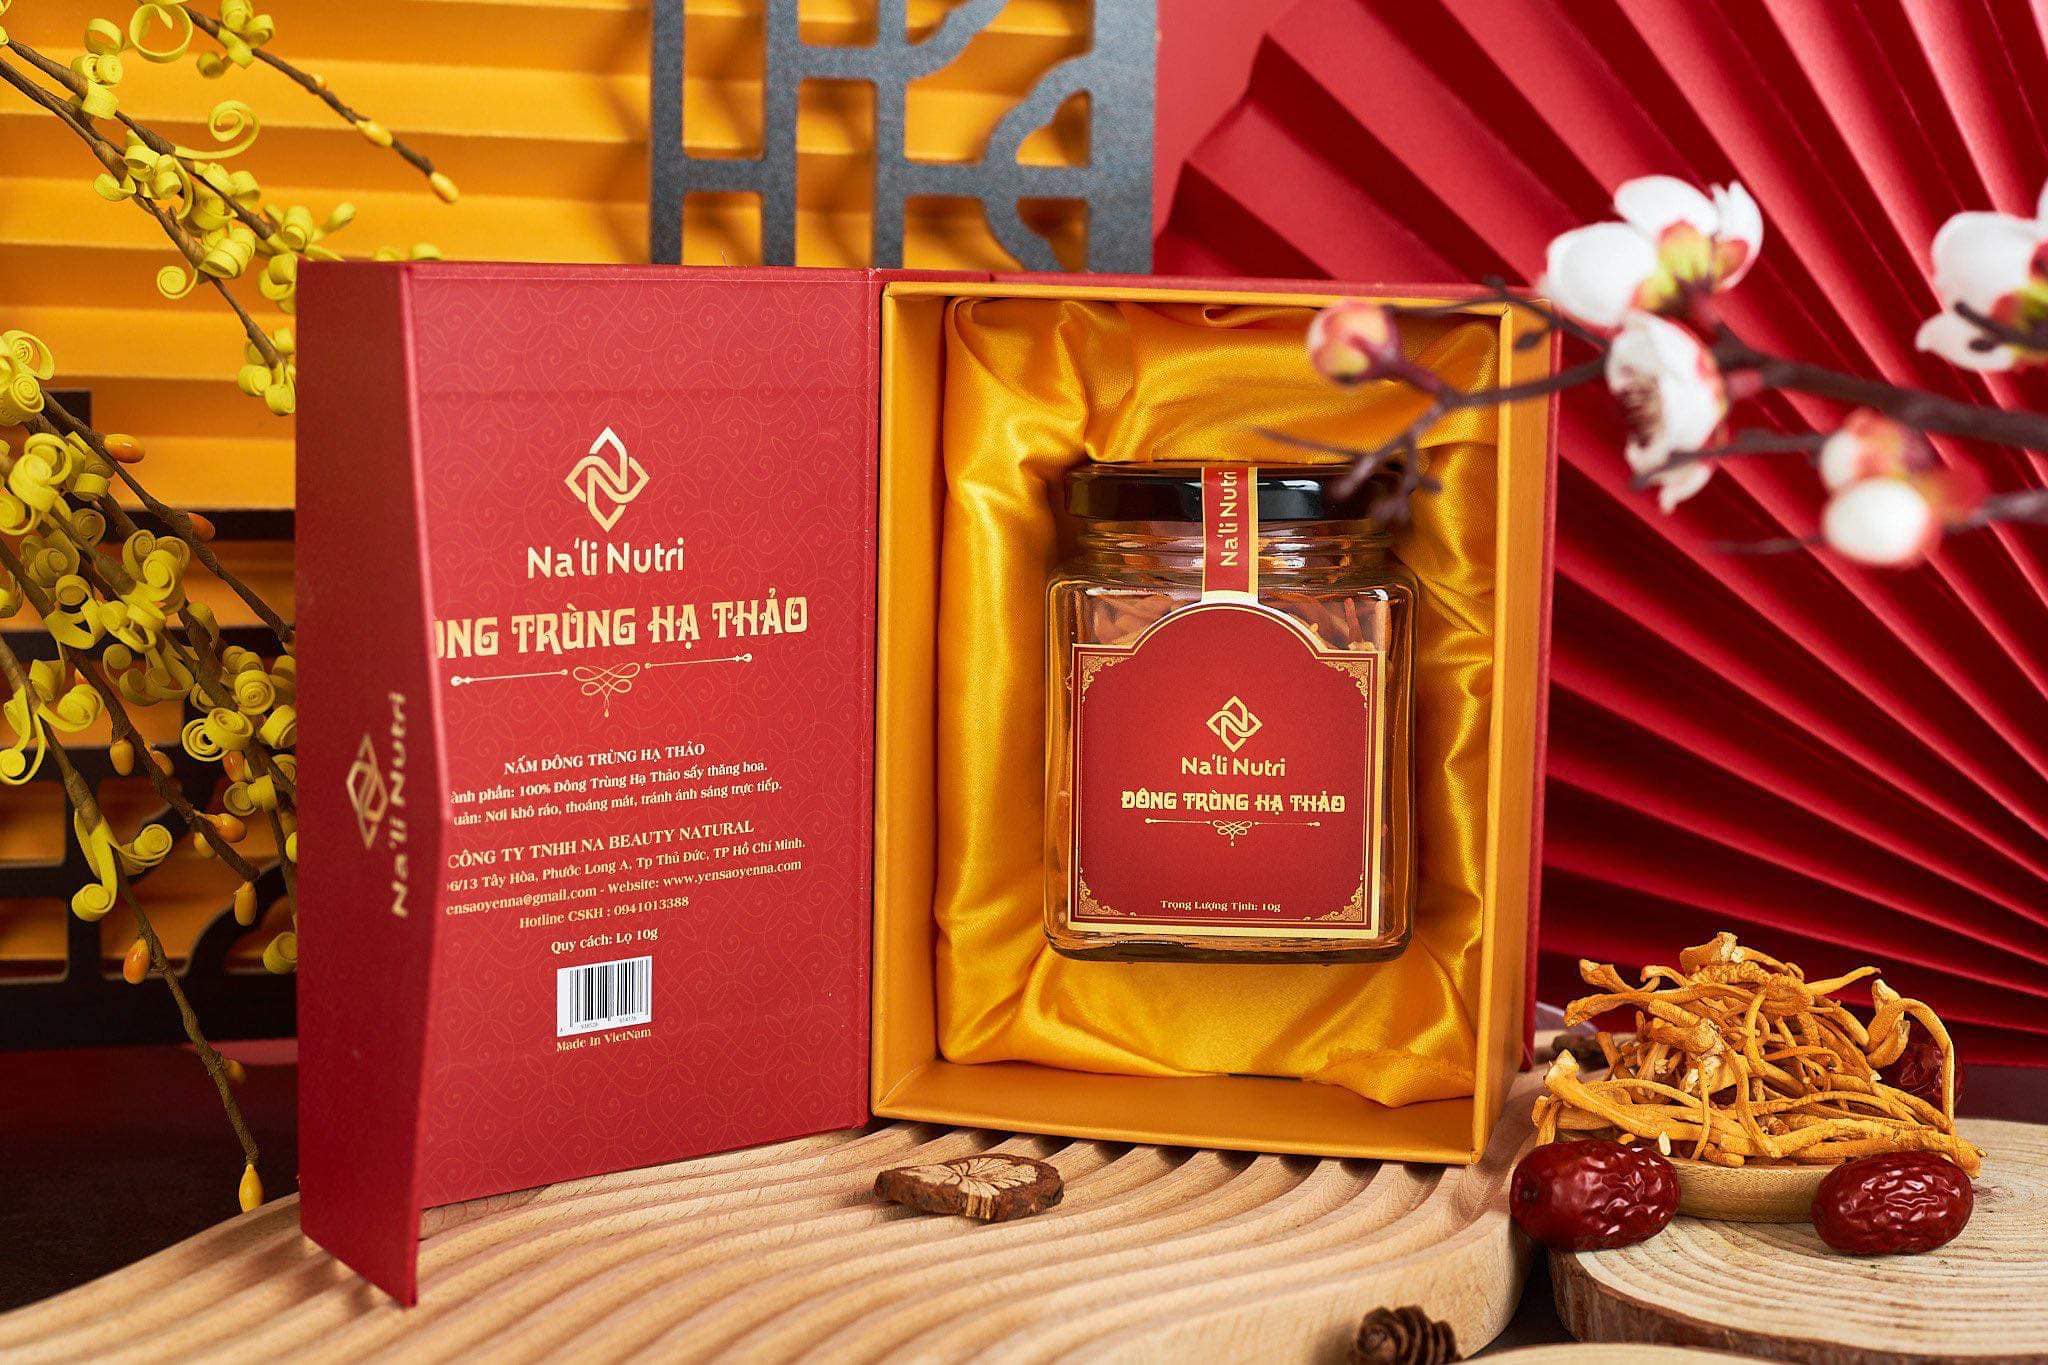 Na'li Nutri
Na'li Nutri
TRÙNG HẠ THẢO
NẤM ĐÔNG TRÙNG HẠ THẢO
phần: 100% Đông Trùng Hạ Thảo sấy thăng hoa.
Nơi khô ráo, thoáng mát, tránh ánh sáng trực tiếp.
CÔNG TY TNHH NA BEAUTY NATURAL
Tây Hòa, Phước Long A, Tp Thủ Đức, TP Hồ Chí Minh.
ensaoyenna@gmail.com - Website: www.yensaoyenna.com
Hotline CSKH : 0941013388
Quy cách: Lọ 10g
Made In VietNam
Na'li Nutri
Na'li Nutri
ĐÔNG TRÙNG HẠ THẢO
Trọng Lượng Tịnh: 10g